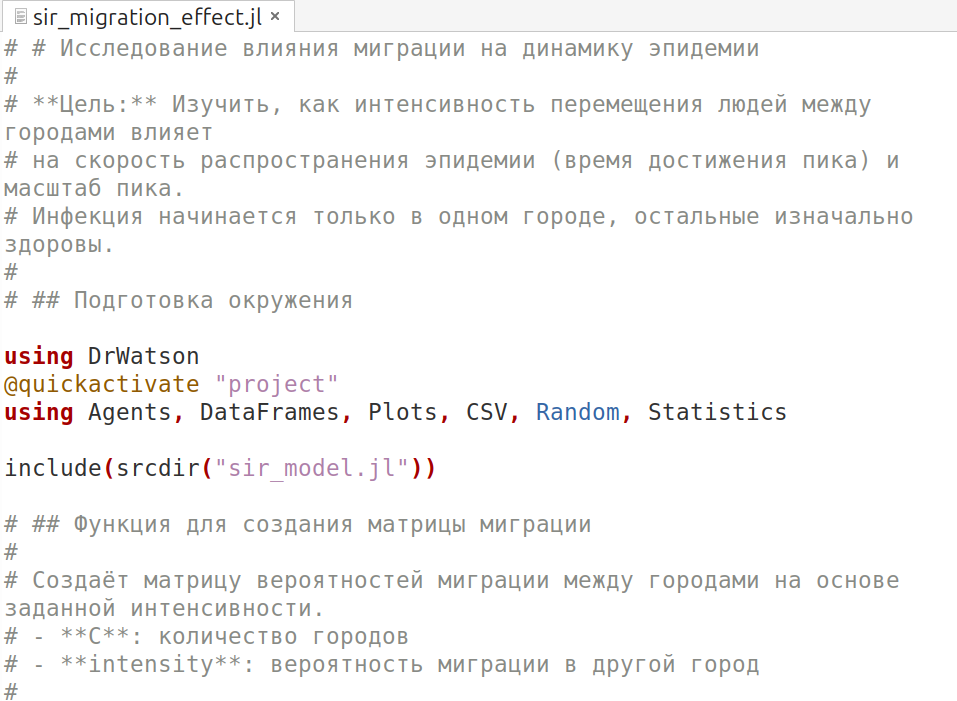 sir_migration_effect.jl ×
# # Исследование влияния миграции на динамику эпидемии
#
# **Цель:** Изучить, как интенсивность перемещения людей между
городами влияет
# на скорость распространения эпидемии (время достижения пика) и
масштаб пика.
# Инфекция начинается только в одном городе, остальные изначально
здоровы.
#
# ## Подготовка окружения
using DrWatson
@quickactivate "project"
using Agents, DataFrames, Plots, CSV, Random, Statistics
include(srcdir("sir_model.jl"))
# ## Функция для создания матрицы миграции
#
# Создаёт матрицу вероятностей миграции между городами на основе
заданной интенсивности.
# - **C**: количество городов
# - **intensity**: вероятность миграции в другой город
#